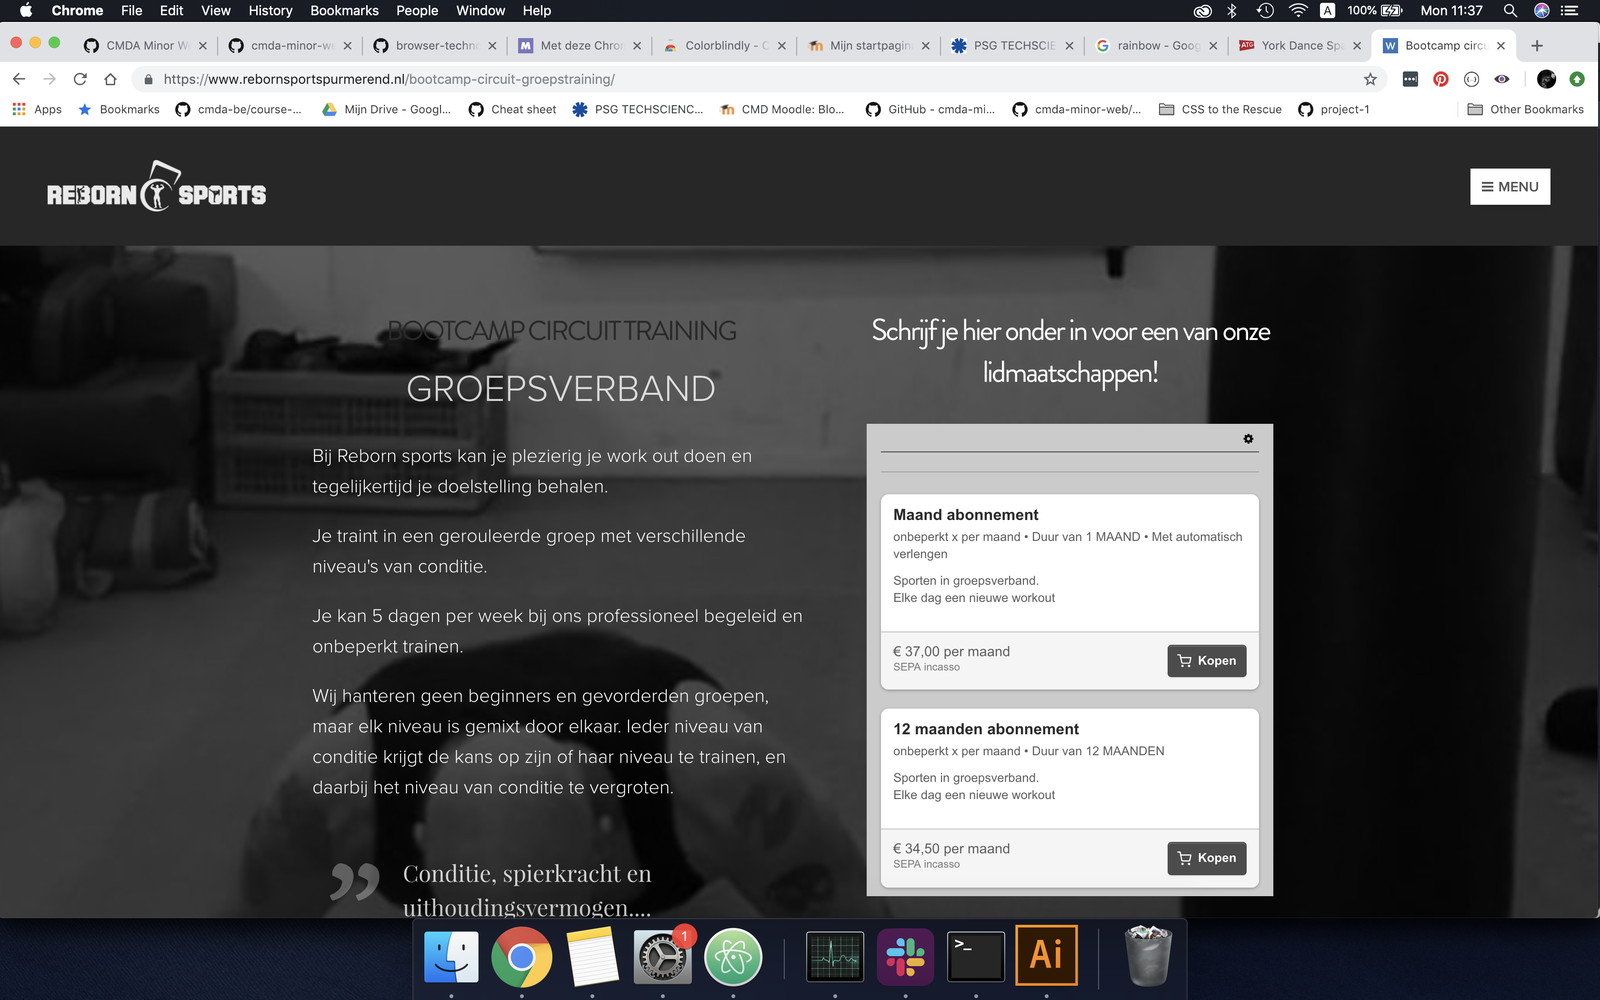 Chrome File Edit View History Bookmarks People Window Help A 100% Mon 11:37
CMDA Minor W cmda-minor-we browser-techno Met deze Chron Colorblindly - C Mijn startpagina PSG TECHSCIE rainbow - Goog York Dance Spa Bootcamp circu
https://www.rebornsportspurmerend.nl/bootcamp-circuit-groepstraining/
Apps Bookmarks cmda-be/course-... Mijn Drive - Googl... Cheat sheet PSG TECHSCIENC... CMD Moodle: Blo... GitHub - cmda-mi... cmda-minor-web/... CSS to the Rescue project-1 Other Bookmarks
REBORN SPORTS
MENU
BOOTCAMP CIRCUIT TRAINING
GROEPSVERBAND
Bij Reborn sports kan je plezierig je work out doen en
tegelijkertijd je doelstelling behalen.
Je traint in een gerouleerde groep met verschillende
niveau's van conditie.
Je kan 5 dagen per week bij ons professioneel begeleid en
onbeperkt trainen.
Wij hanteren geen beginners en gevorderden groepen,
maar elk niveau is gemixt door elkaar. Ieder niveau van
conditie krijgt de kans op zijn of haar niveau te trainen, en
daarbij het niveau van conditie te vergroten.
Conditie, spierkracht en
uithoudingsvermogen....
Schrijf je hier onder in voor een van onze
lidmaatschappen!
Maand abonnement
onbeperkt x per maand • Duur van 1 MAAND • Met automatisch
verlengen
Sporten in groepsverband.
Elke dag een nieuwe workout
€ 37,00 per maand
SEPA incasso
Kopen
12 maanden abonnement
onbeperkt x per maand • Duur van 12 MAANDEN
Sporten in groepsverband.
Elke dag een nieuwe workout
€ 34,50 per maand
SEPA incasso
Kopen
1
>_
Ai